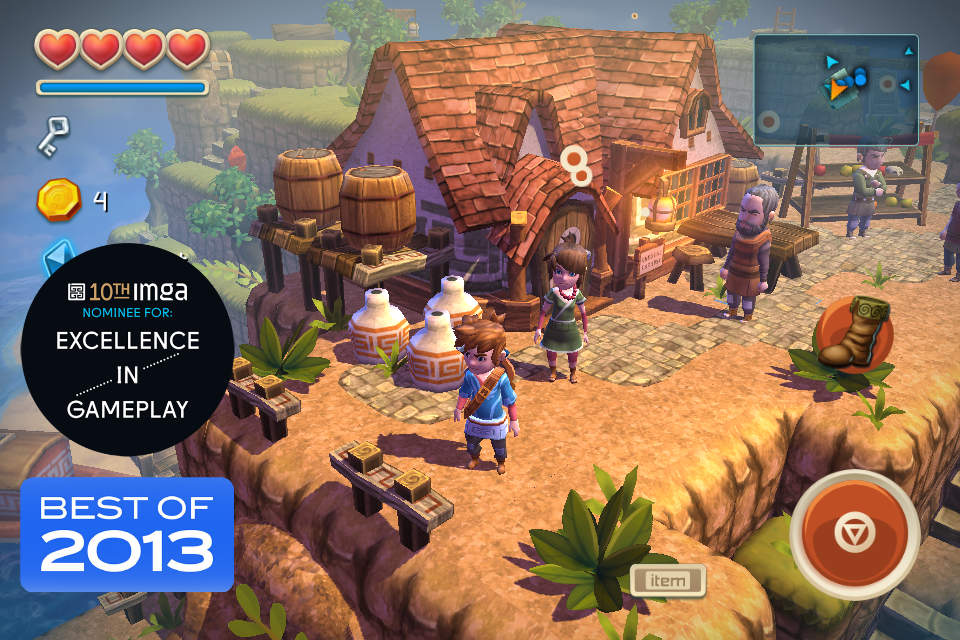 4
10TH imga
NOMINEE FOR:
EXCELLENCE
IN
GAMEPLAY
BEST OF
2013
item